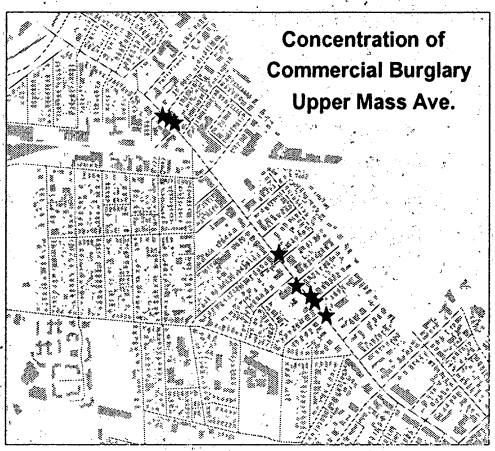 Concentration of
Commercial Burglary
Upper Mass Ave.